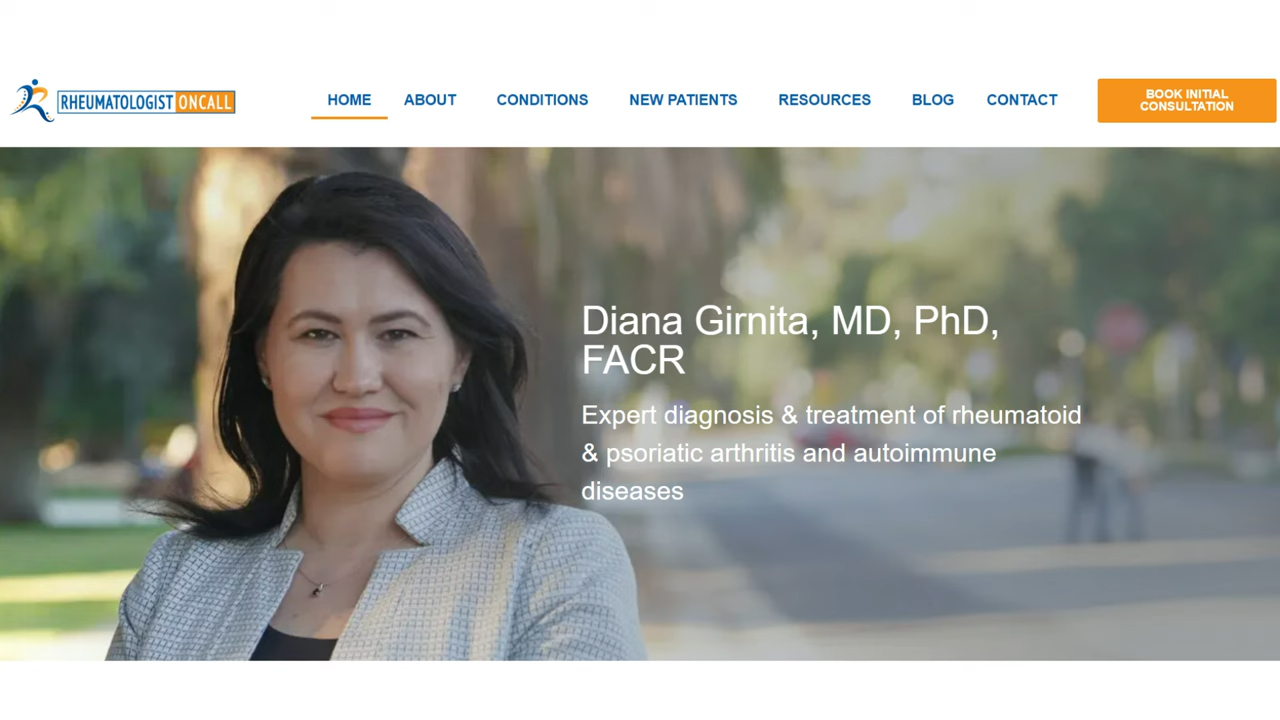 RHEUMATOLOGIST ONCALL
HOME
ABOUT
CONDITIONS
NEW PATIENTS
RESOURCES
BLOG
CONTACT
BOOK INITIAL
CONSULTATION
Diana Girnita, MD, PhD,
FACR
Expert diagnosis & treatment of rheumatoid
& psoriatic arthritis and autoimmune
diseases